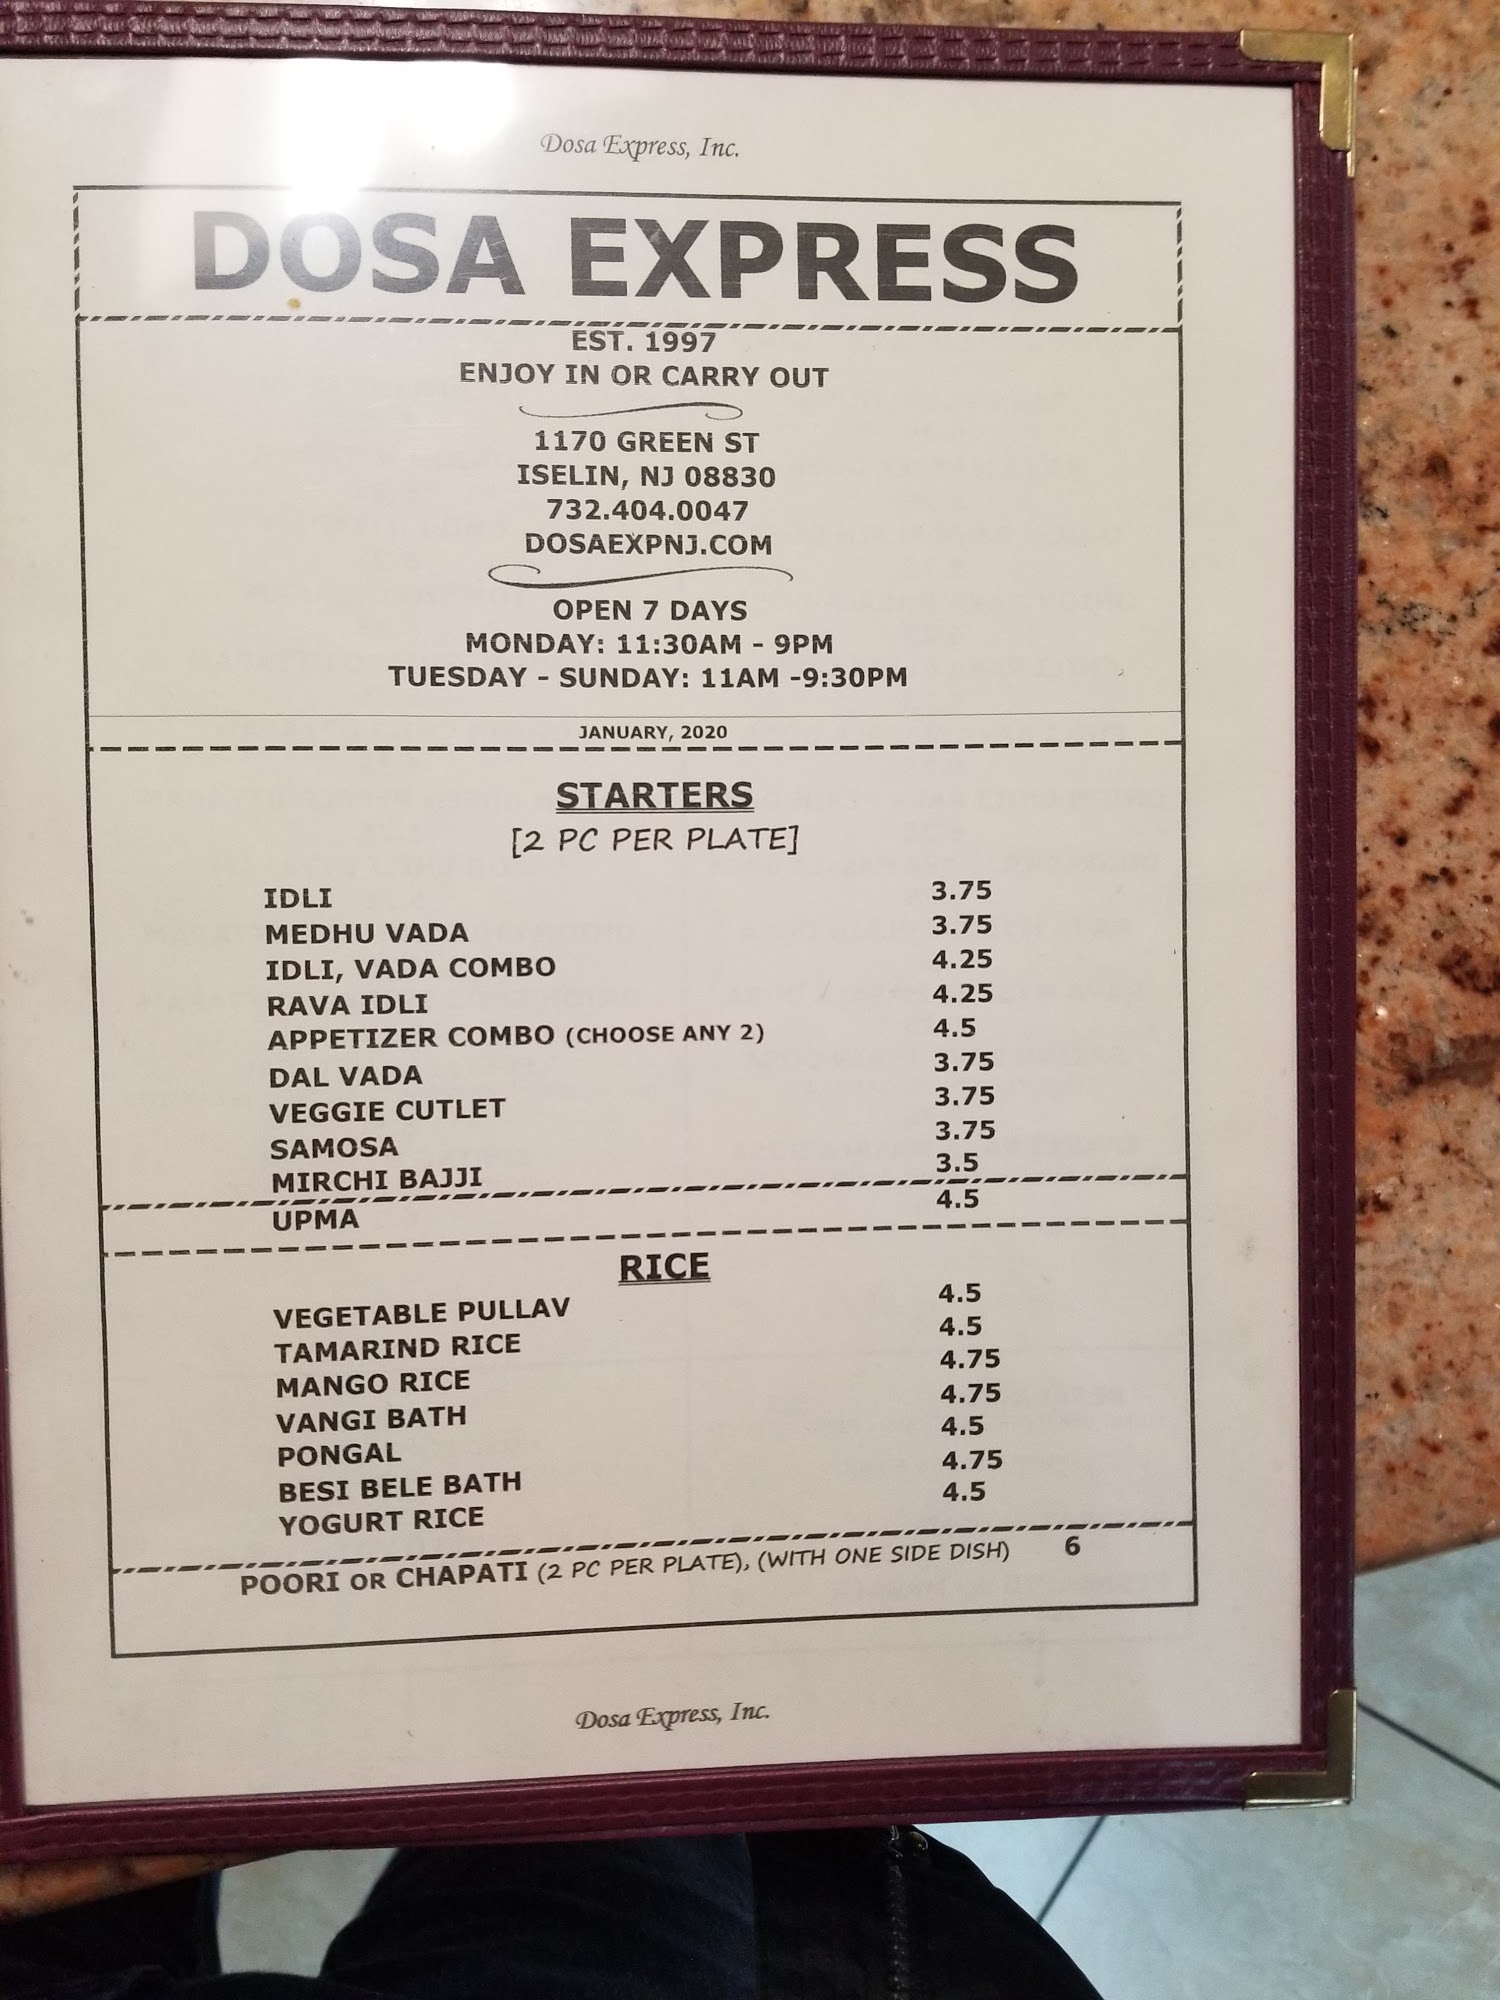 Dosa Express, Inc.
DOSA EXPRESS
EST. 1997
ENJOY IN OR CARRY OUT
1170 GREEN ST
ISELIN, NJ 08830
732.404.0047
DOSAEXPNJ.COM
OPEN 7 DAYS
MONDAY: 11:30AM - 9PM
TUESDAY - SUNDAY: 11AM -9:30PM
JANUARY, 2020
STARTERS
[2 PC PER PLATE]
IDLI 3.75
MEDHU VADA 3.75
IDLI, VADA COMBO 4.25
RAVA IDLI 4.25
APPETIZER COMBO (CHOOSE ANY 2) 4.5
DAL VADA 3.75
VEGGIE CUTLET 3.75
SAMOSA 3.75
MIRCHI BAJJI 3.5
UPMA 4.5
RICE
VEGETABLE PULLAV 4.5
TAMARIND RICE 4.5
MANGO RICE 4.75
VANGI BATH 4.75
PONGAL 4.5
BESI BELE BATH 4.75
YOGURT RICE 4.5
POORI OR CHAPATI (2 PC PER PLATE), (WITH ONE SIDE DISH) 6
Dosa Express, Inc.